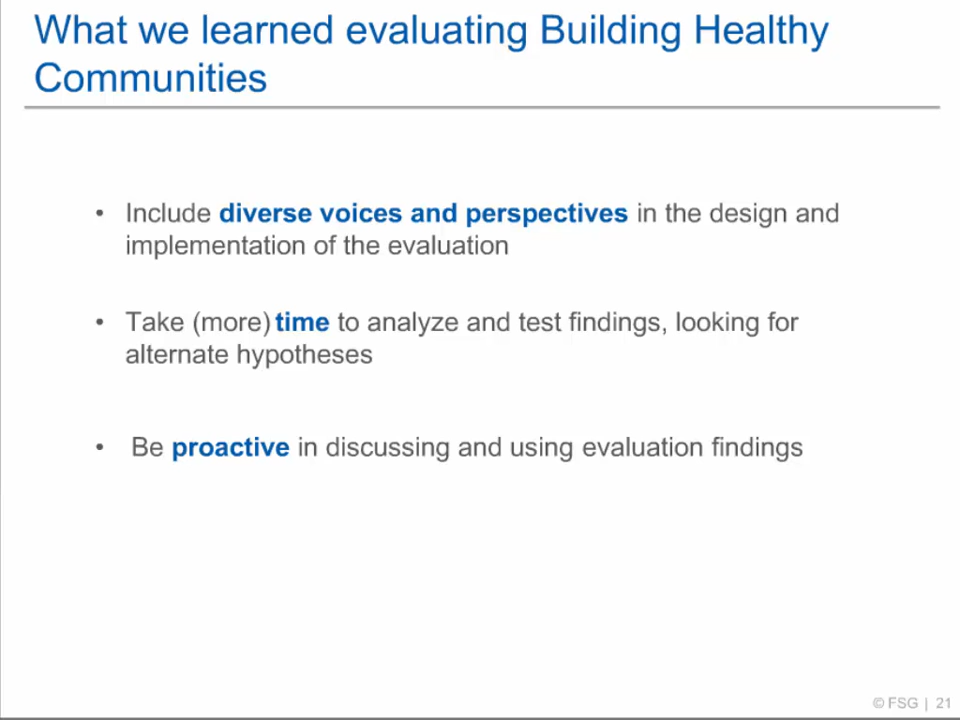 What we learned evaluating Building Healthy
Communities
• Include diverse voices and perspectives in the design and
implementation of the evaluation
• Take (more) time to analyze and test findings, looking for
alternate hypotheses
• Be proactive in discussing and using evaluation findings
© FSG | 21